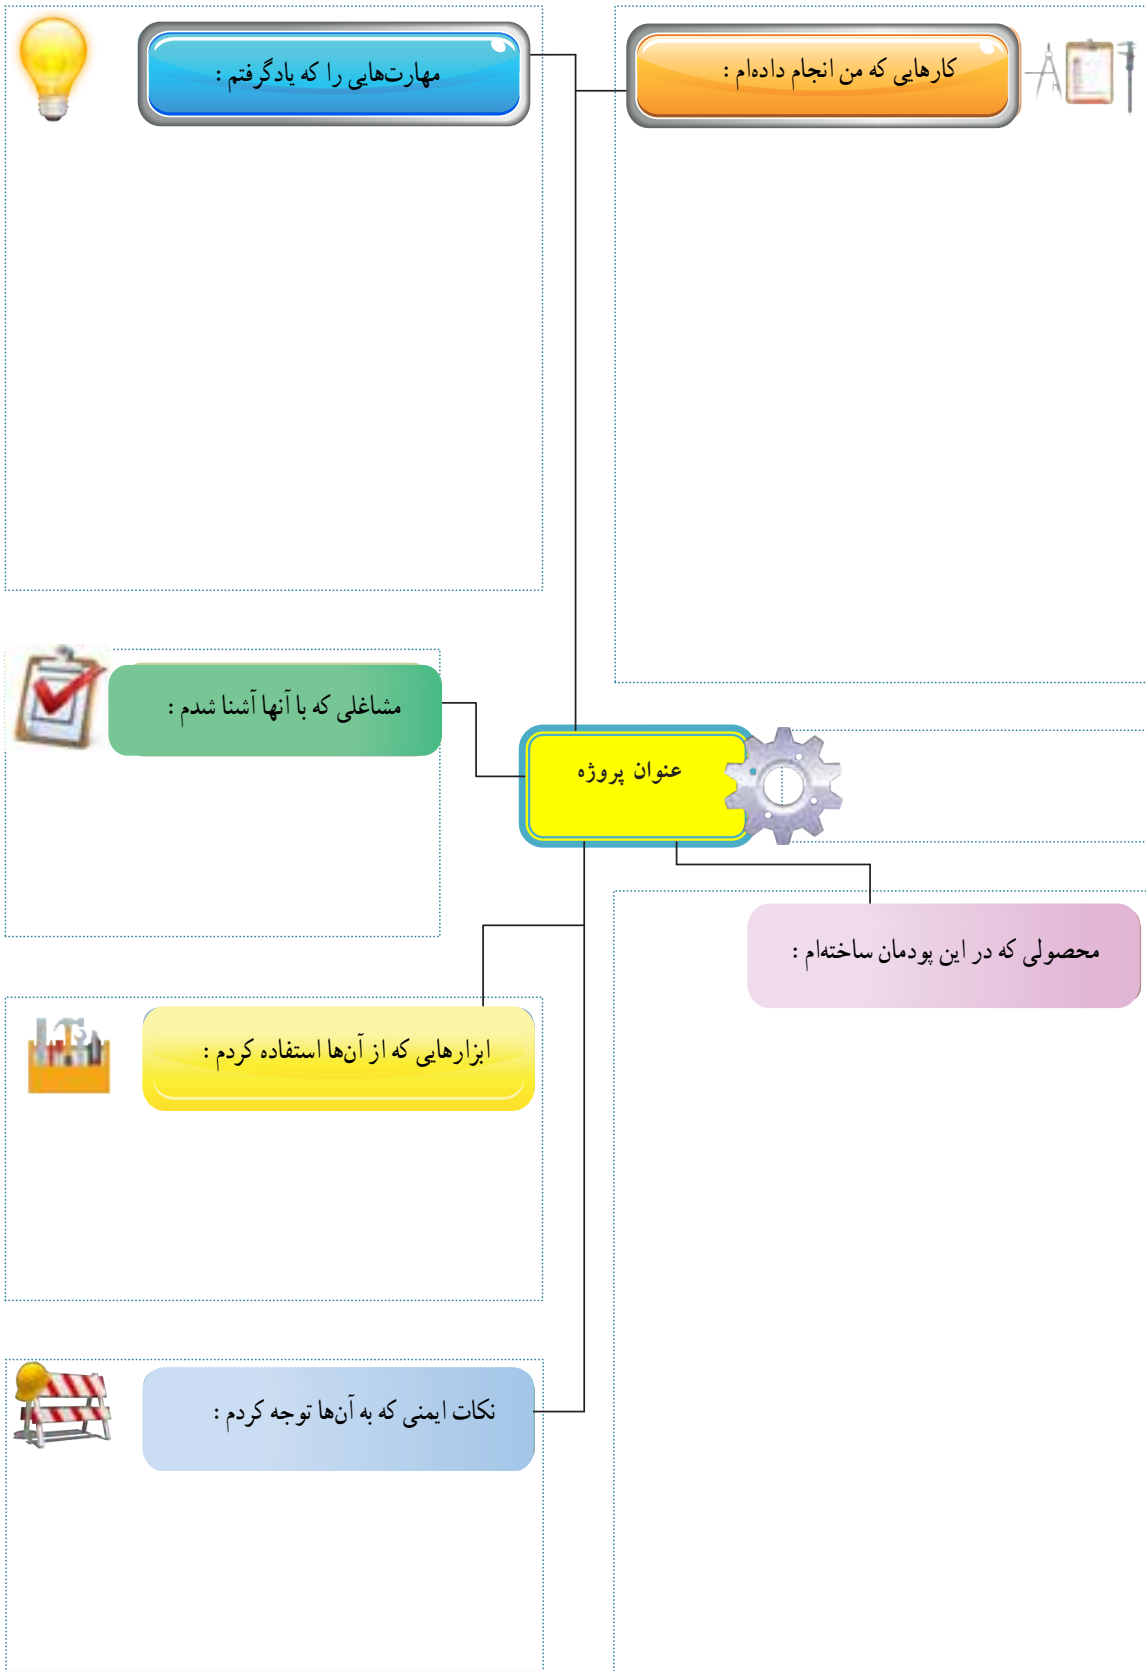 کارهایی که من انجام داده‌ام :
مهارت‌هایی را که یادگرفتم :
مشاغلی که با آنها آشنا شدم :
عنوان پروژه
محصولی که در این پودمان ساخته‌ام :
ابزارهایی که از آن‌ها استفاده کردم :
نکات ایمنی که به آن‌ها توجه کردم :